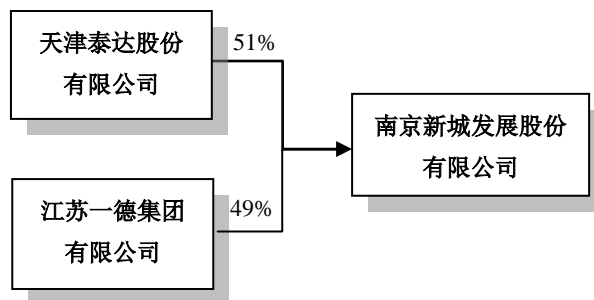 天津泰达股份
有限公司
51%
江苏一德集团
有限公司
49%
南京新城发展股份
有限公司